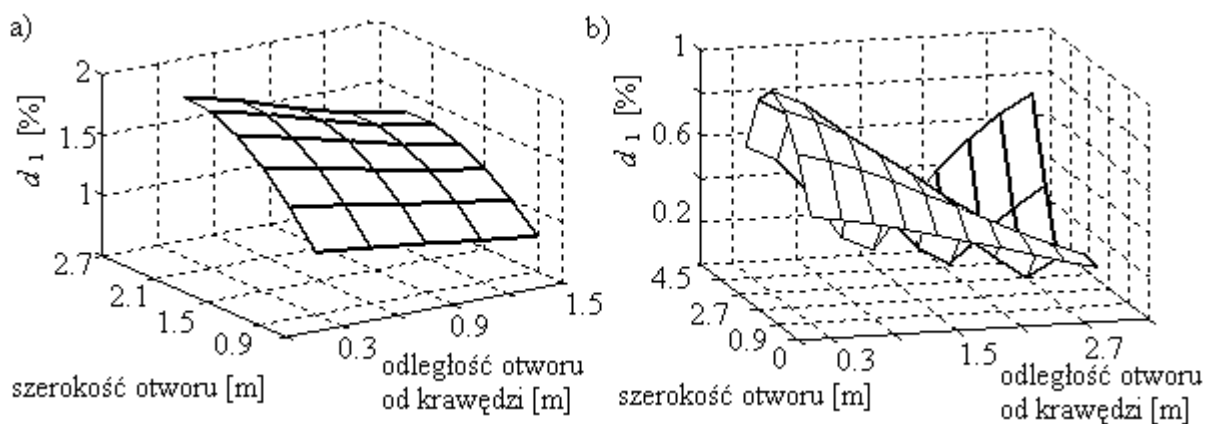 a)
d 1 [%]
2
1.5
1
2.7
2.1
1.5
0.9
0.3
0.9
1.5
szerokość otworu [m]
odległość otworu
od krawędzi [m]
b)
d 1 [%]
1
0.6
0.2
4.5
2.7
0.9
0
0.3
1.5
2.7
szerokość otworu [m]
odległość otworu
od krawędzi [m]